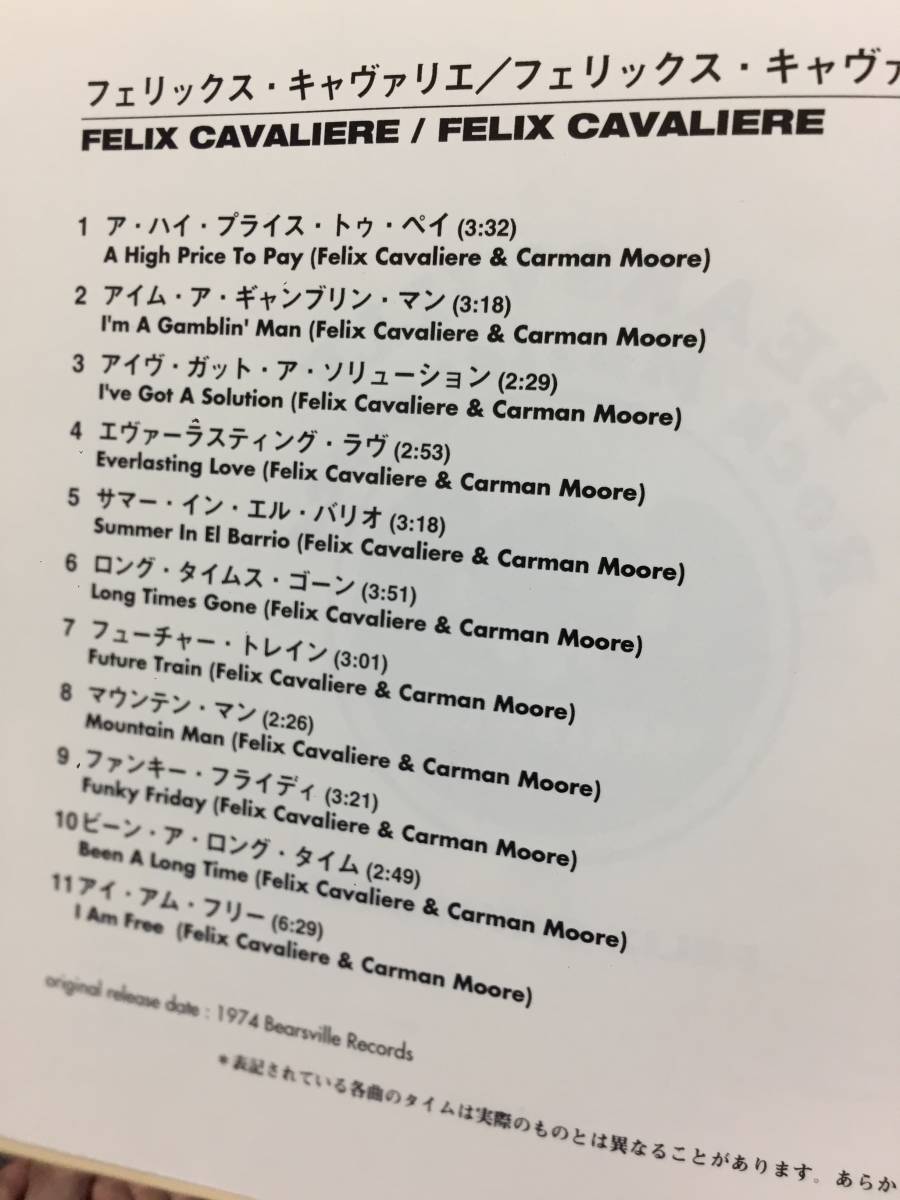 フェリックス・キャヴァリエ／フェリックス・キャヴァ
FELIX CAVALIERE / FELIX CAVALIERE
1 ア・ハイ・プライス・トゥ・ペイ (3:32)
A High Price To Pay (Felix Cavaliere & Carman Moore)
2 アイム・ア・ギャンブリン・マン (3:18)
I'm A Gamblin' Man (Felix Cavaliere & Carman Moore)
3 アイヴ・ガット・ア・ソリューション (2:29)
I've Got A Solution (Felix Cavaliere & Carman Moore)
4 エヴァーラスティング・ラヴ (2:53)
Everlasting Love (Felix Cavaliere & Carman Moore)
5 サマー・イン・エル・バリオ (3:18)
Summer In El Barrio (Felix Cavaliere & Carman Moore)
6 ロング・タイムス・ゴーン (3:51)
Long Times Gone (Felix Cavaliere & Carman Moore)
7 フューチャー・トレイン (3:01)
Future Train (Felix Cavaliere & Carman Moore)
8 マウンテン・マン (2:26)
Mountain Man (Felix Cavaliere & Carman Moore)
9 ファンキー・フライディ (3:21)
Funky Friday (Felix Cavaliere & Carman Moore)
10 ビーン・ア・ロング・タイム (2:49)
Been A Long Time (Felix Cavaliere & Carman Moore)
11 アイ・アム・フリー (6:29)
I Am Free (Felix Cavaliere & Carman Moore)
original release date : 1974 Bearsville Records
＊表記されている各曲のタイムは実際のものとは異なることがあります。あらか